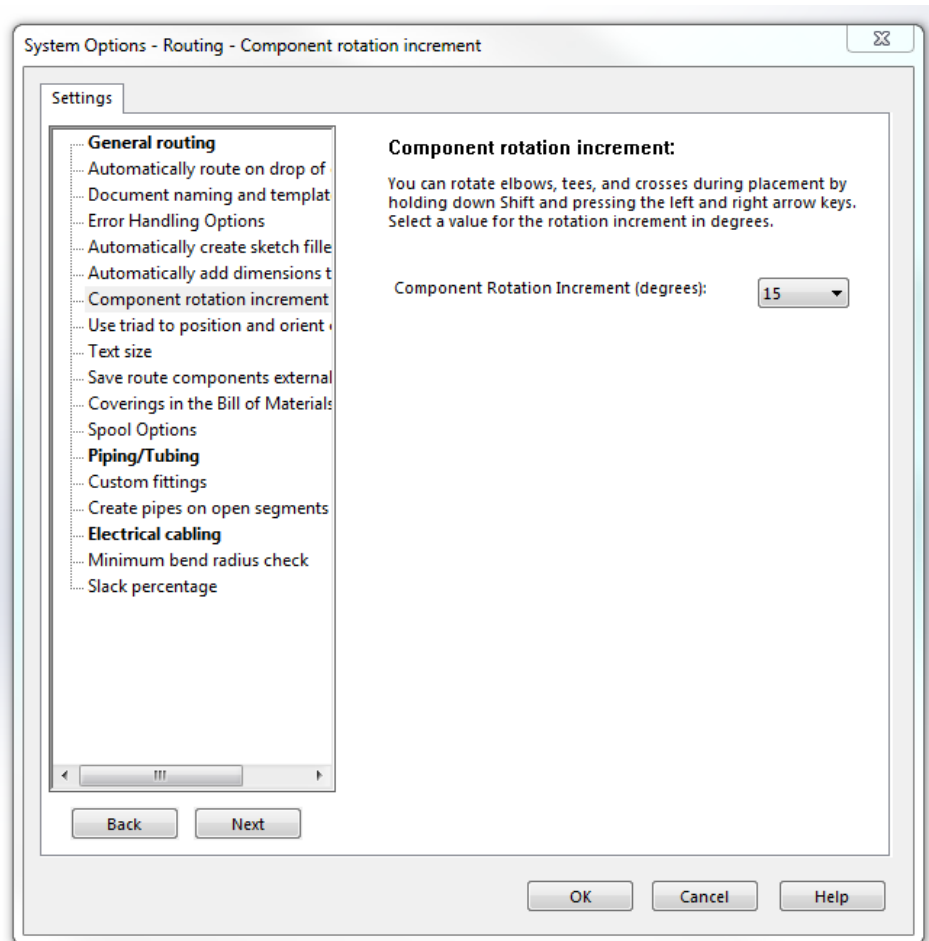 System Options - Routing - Component rotation increment
Settings
General routing
Automatically route on drop of
Document naming and templat
Error Handling Options
Automatically create sketch fille
Automatically add dimensions t
Component rotation increment
Use triad to position and orient
Text size
Save route components external
Coverings in the Bill of Materials
Spool Options
Piping/Tubing
Custom fittings
Create pipes on open segments
Electrical cabling
Minimum bend radius check
Slack percentage
Back
Next
Component rotation increment:
You can rotate elbows, tees, and crosses during placement by
holding down Shift and pressing the left and right arrow keys.
Select a value for the rotation increment in degrees.
Component Rotation Increment (degrees):
15
OK
Cancel
Help